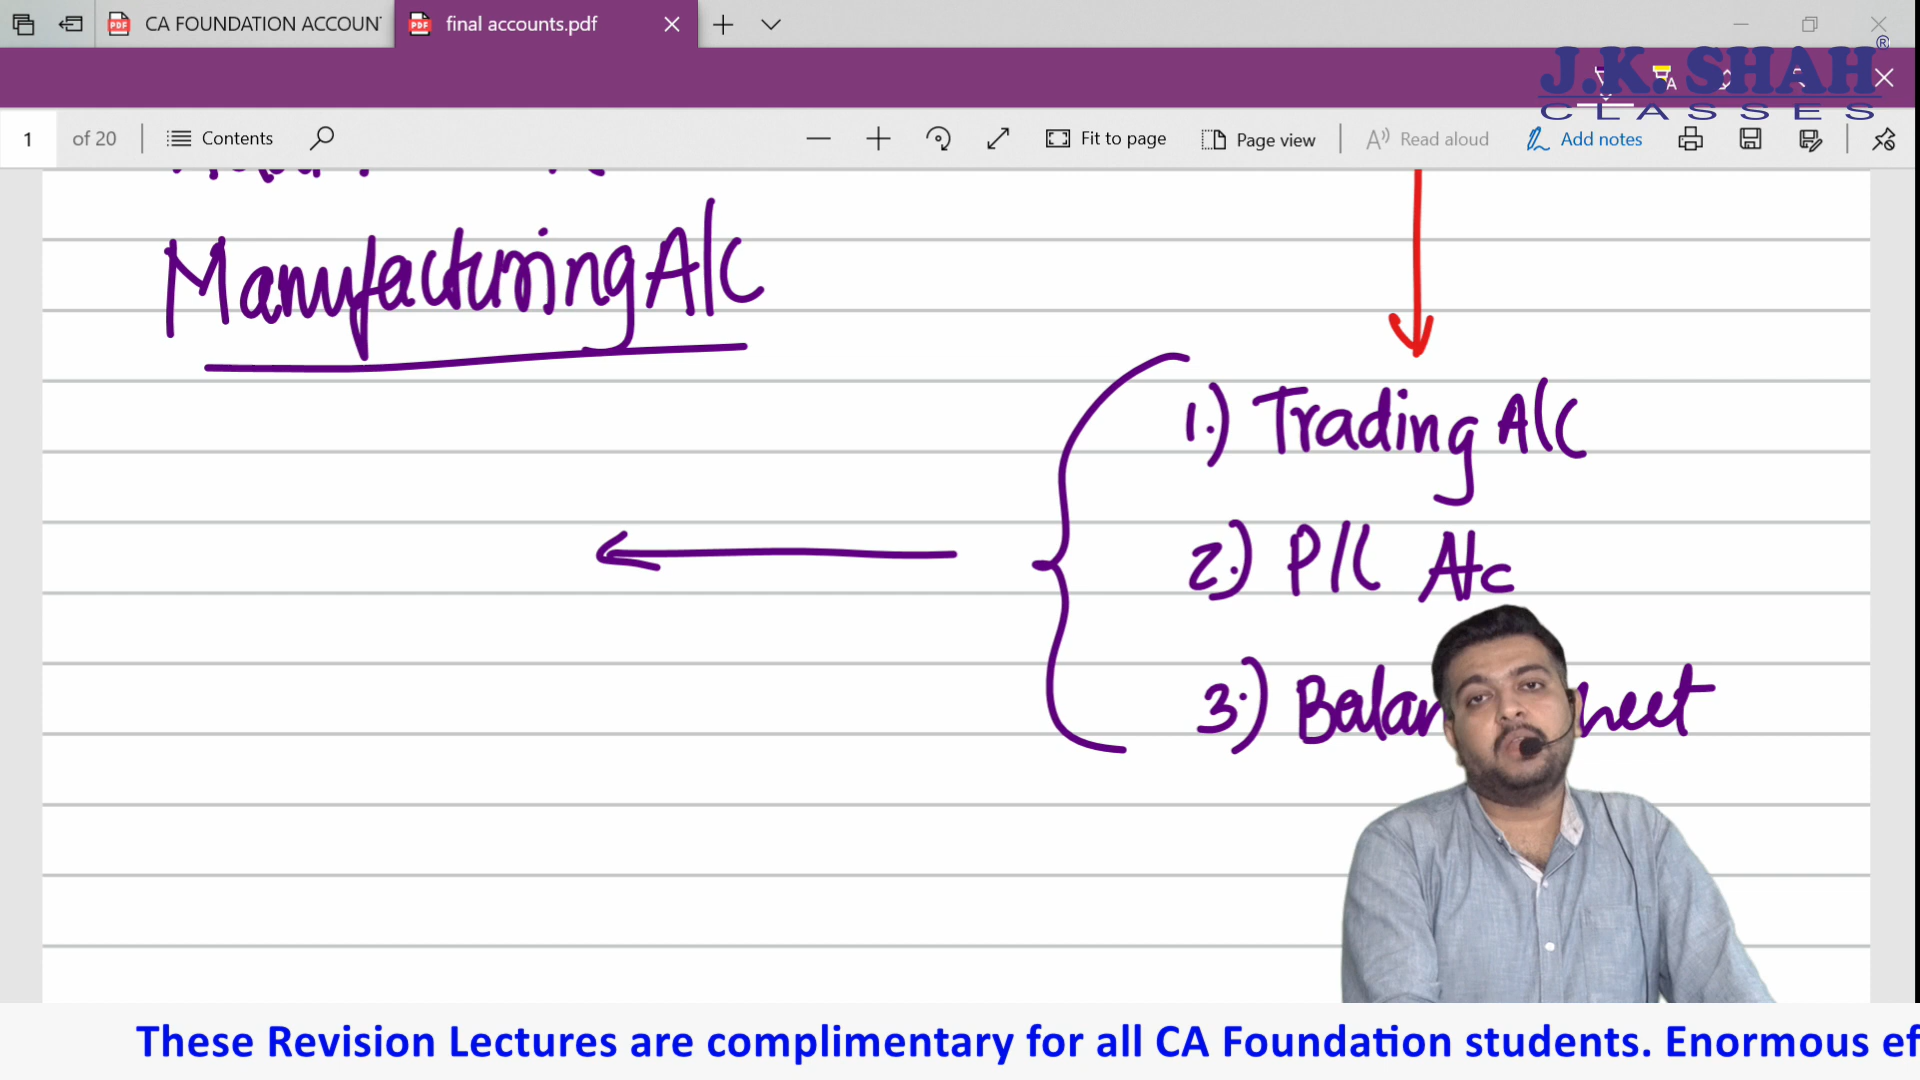 CA FOUNDATION ACCOUN
final accounts.pdf
J.K. SHAH®
CLASSES
1 of 20 Contents Fit to page Page view Read aloud Add notes
Manufacturing A/C
1.) Trading A/C
2.) P/L A/c
3.) Balan heet
These Revision Lectures are complimentary for all CA Foundation students. Enormous ef